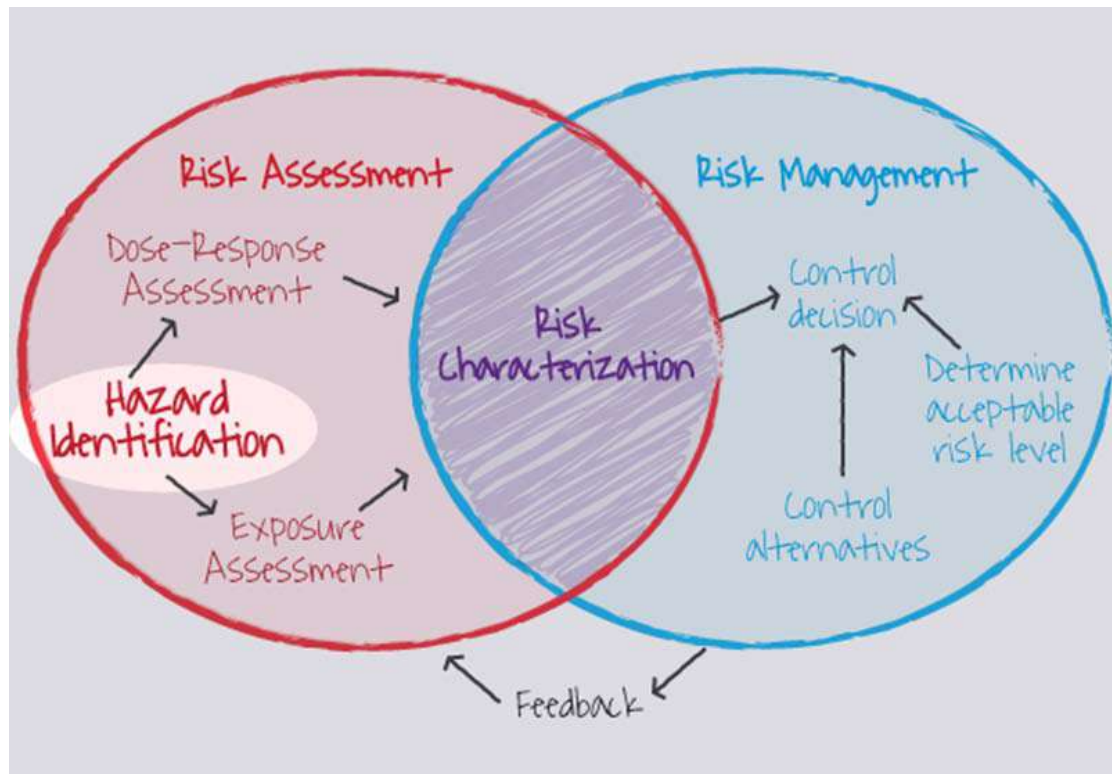 Risk Assessment
Dose-Response
Assessment
Hazard
Identification
Exposure
Assessment
Risk
Characterization
Risk Management
Control
decision
Determine
acceptable
risk level
Control
alternatives
Feedback